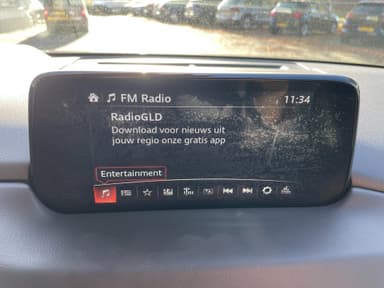 FM Radio 11:34
RadioGLD
Download voor nieuws uit
jouw regio onze gratis app
Entertainment